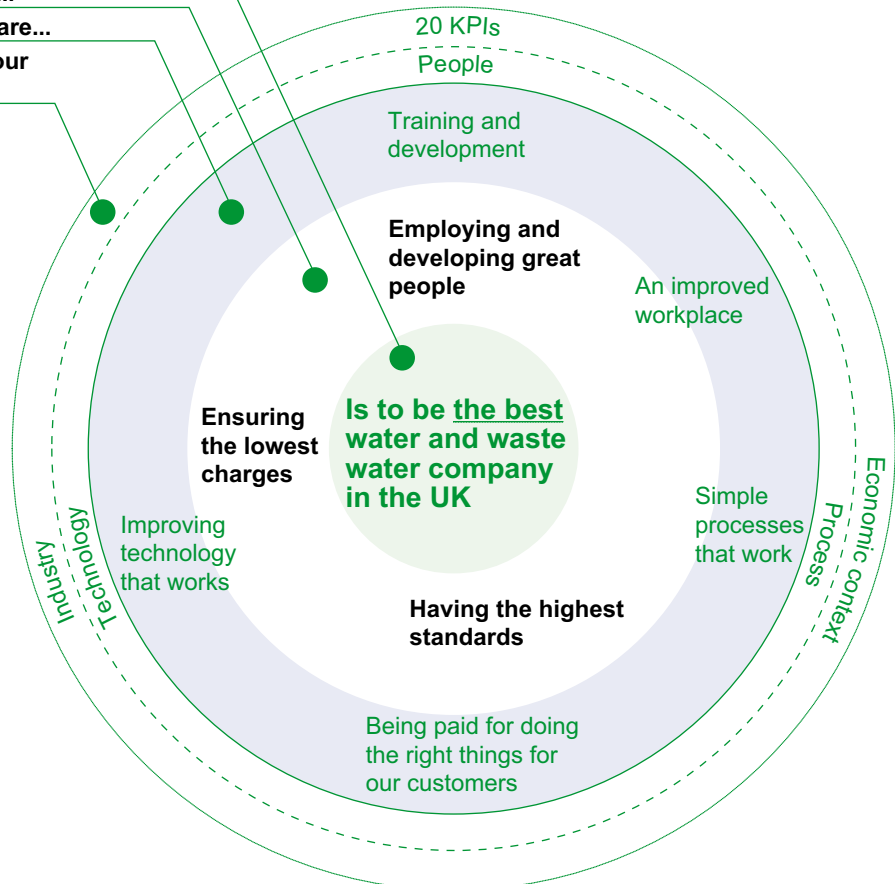 are...
our
20 KPIs
People
Training and
development
Employing and
developing great
people
An improved
workplace
Ensuring
the lowest
charges
Is to be the best
water and waste
water company
in the UK
Improving
technology
that works
Simple
processes
that work
Having the highest
standards
Being paid for doing
the right things for
our customers
Technology
Industry
Process
Economic context